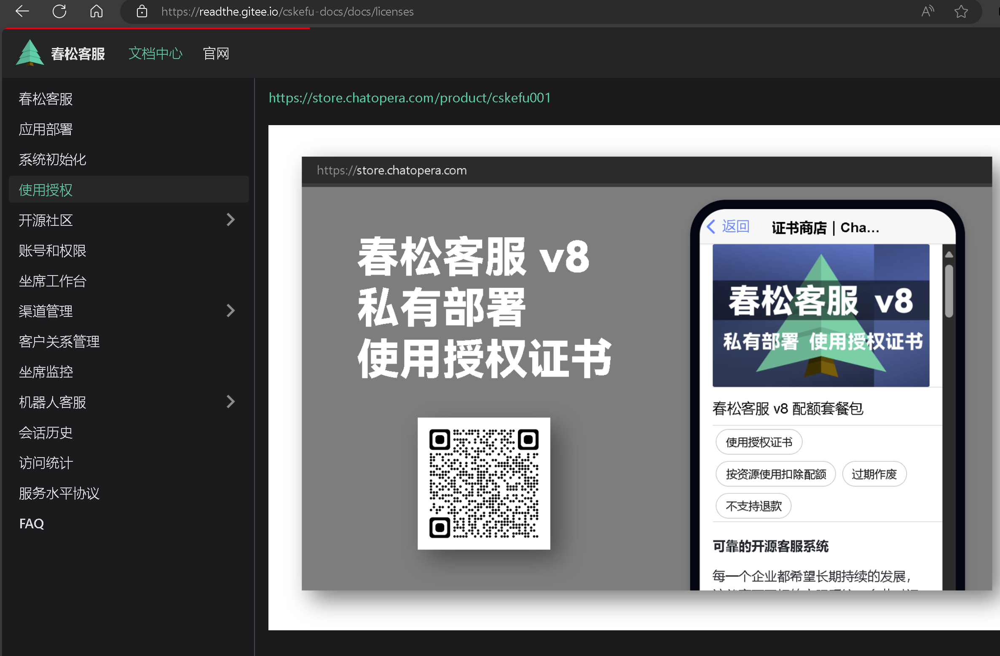 https://readthe.gitee.io/cskefu-docs/docs/licenses
春松客服 文档中心 官网
春松客服
应用部署
系统初始化
使用授权
开源社区
账号和权限
坐席工作台
渠道管理
客户关系管理
坐席监控
机器人客服
会话历史
访问统计
服务水平协议
FAQ
https://store.chatopera.com/product/cskefu001
https://store.chatopera.com
春松客服 v8
私有部署
使用授权证书
返回 证书商店 | Cha...
春松客服 v8
私有部署 使用授权证书
春松客服 v8 配额套餐包
使用授权证书
按资源使用扣除配额 过期作废
不支持退款
可靠的开源客服系统
每一个企业都希望长期持续的发展，